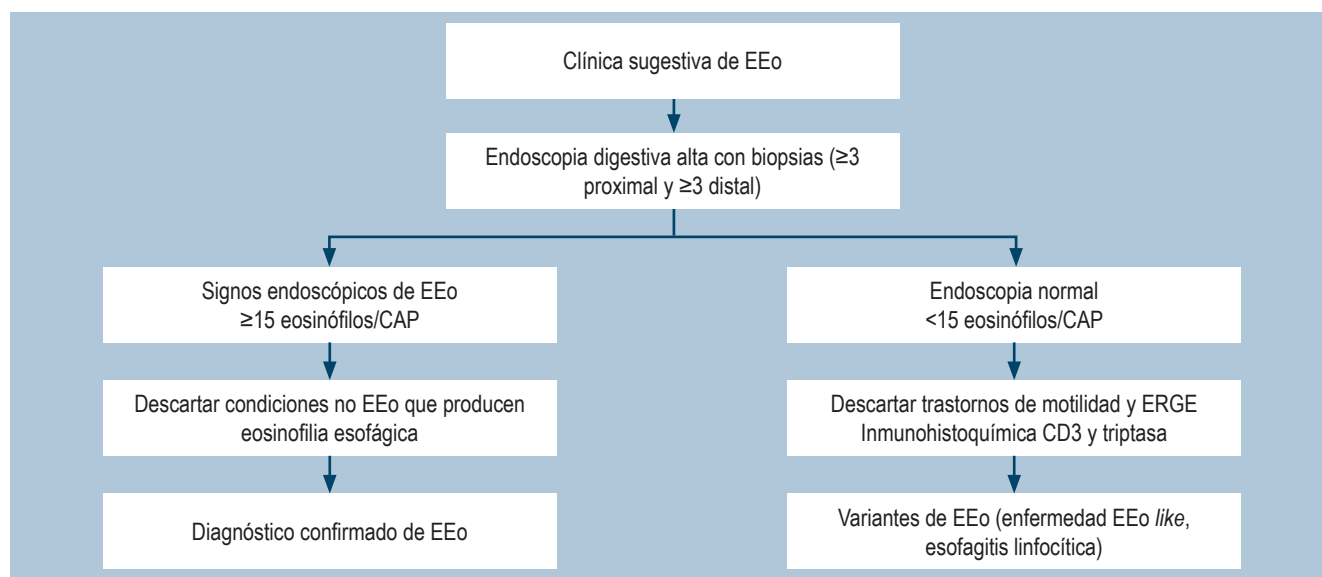 Clínica sugestiva de EEo
Endoscopia digestiva alta con biopsias (≥3
proximal y ≥3 distal)
Signos endoscópicos de EEo
≥15 eosinófilos/CAP
Endoscopia normal
<15 eosinófilos/CAP
Descartar condiciones no EEo que producen
eosinofilia esofágica
Descartar trastornos de motilidad y ERGE
Inmunohistoquímica CD3 y triptasa
Diagnóstico confirmado de EEo
Variantes de EEo (enfermedad EEo like,
esofagitis linfocítica)